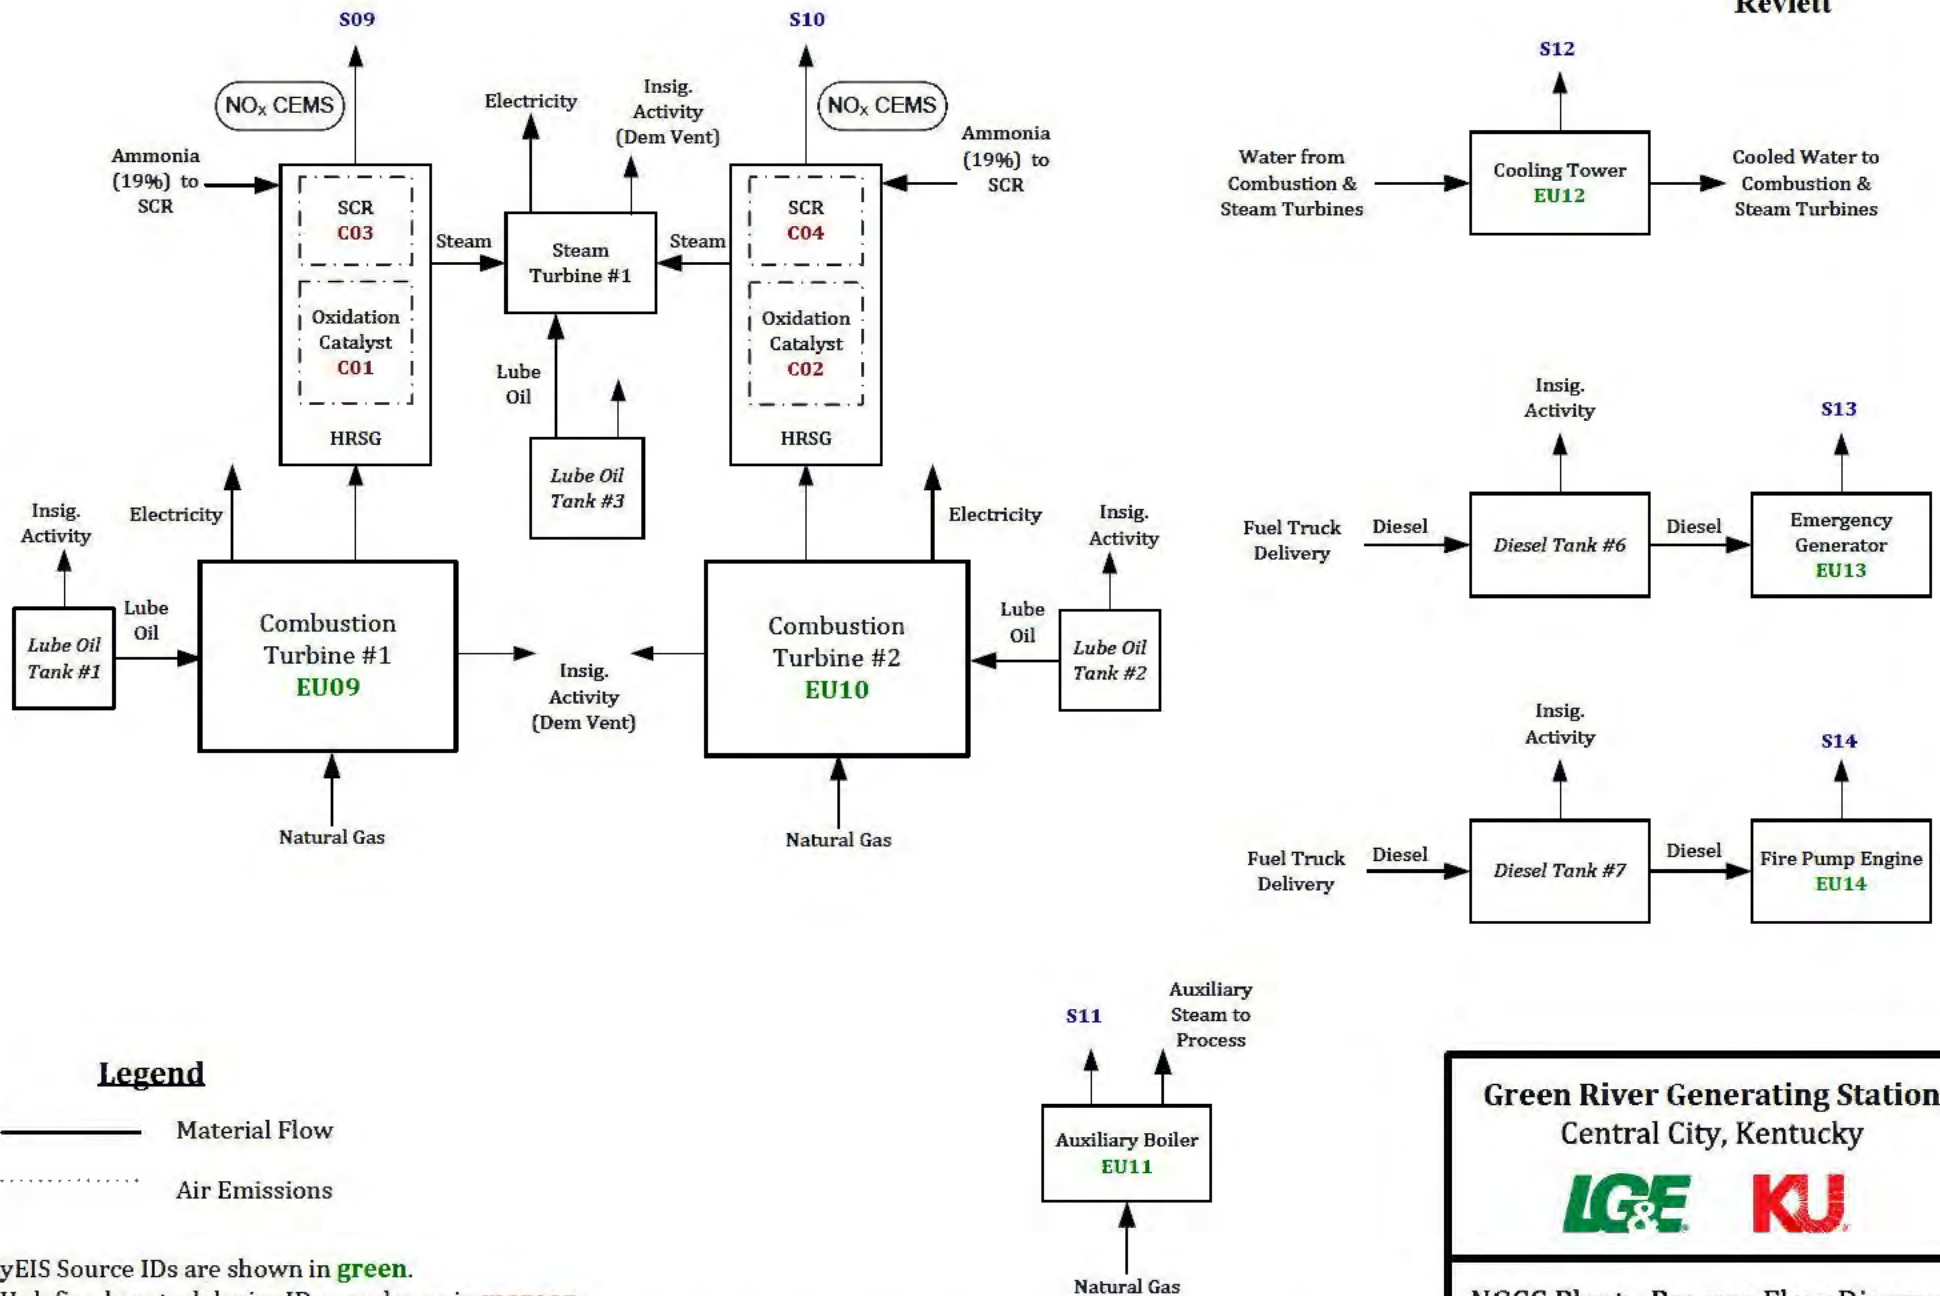 Revlett
S09
S10
S12
NOₓ CEMS
Electricity
Insig.
Activity
(Dem Vent)
NOₓ CEMS
Ammonia
(19%) to
SCR
Ammonia
(19%) to
SCR
SCR
C03
Steam
Steam
Turbine #1
Steam
SCR
C04
Oxidation
Catalyst
C01
HRSG
Oxidation
Catalyst
C02
HRSG
Lube
Oil
Lube Oil
Tank #3
Water from
Combustion &
Steam Turbines
Cooling Tower
EU12
Cooled Water to
Combustion &
Steam Turbines
Insig.
Activity
Electricity
Electricity
Insig.
Activity
Lube Oil
Tank #1
Lube
Oil
Combustion
Turbine #1
EU09
Insig.
Activity
(Dem Vent)
Combustion
Turbine #2
EU10
Lube
Oil
Lube Oil
Tank #2
Natural Gas
Natural Gas
Insig.
Activity
S13
Fuel Truck
Delivery
Diesel
Diesel Tank #6
Diesel
Emergency
Generator
EU13
Insig.
Activity
S14
Fuel Truck
Delivery
Diesel
Diesel Tank #7
Diesel
Fire Pump Engine
EU14
S11
Auxiliary
Steam to
Process
Auxiliary Boiler
EU11
Natural Gas
Legend
Material Flow
Air Emissions
yEIS Source IDs are shown in green.
Green River Generating Station
Central City, Kentucky
LG&E
KU